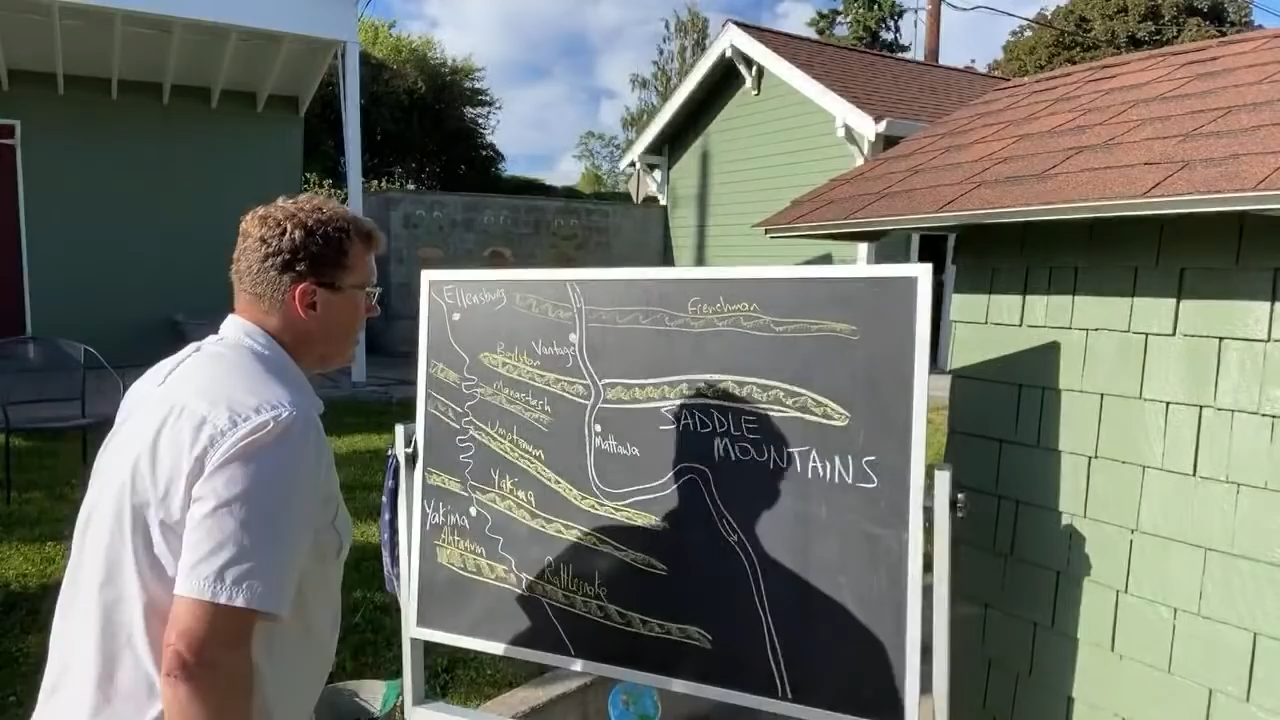 Ellensburg
Frenchman
Vantage
Boylston
Manastash
SADDLE
MOUNTAINS
Umptanum
Mattawa
Yakima
Yakima
Ahtanum
Rattlesnake